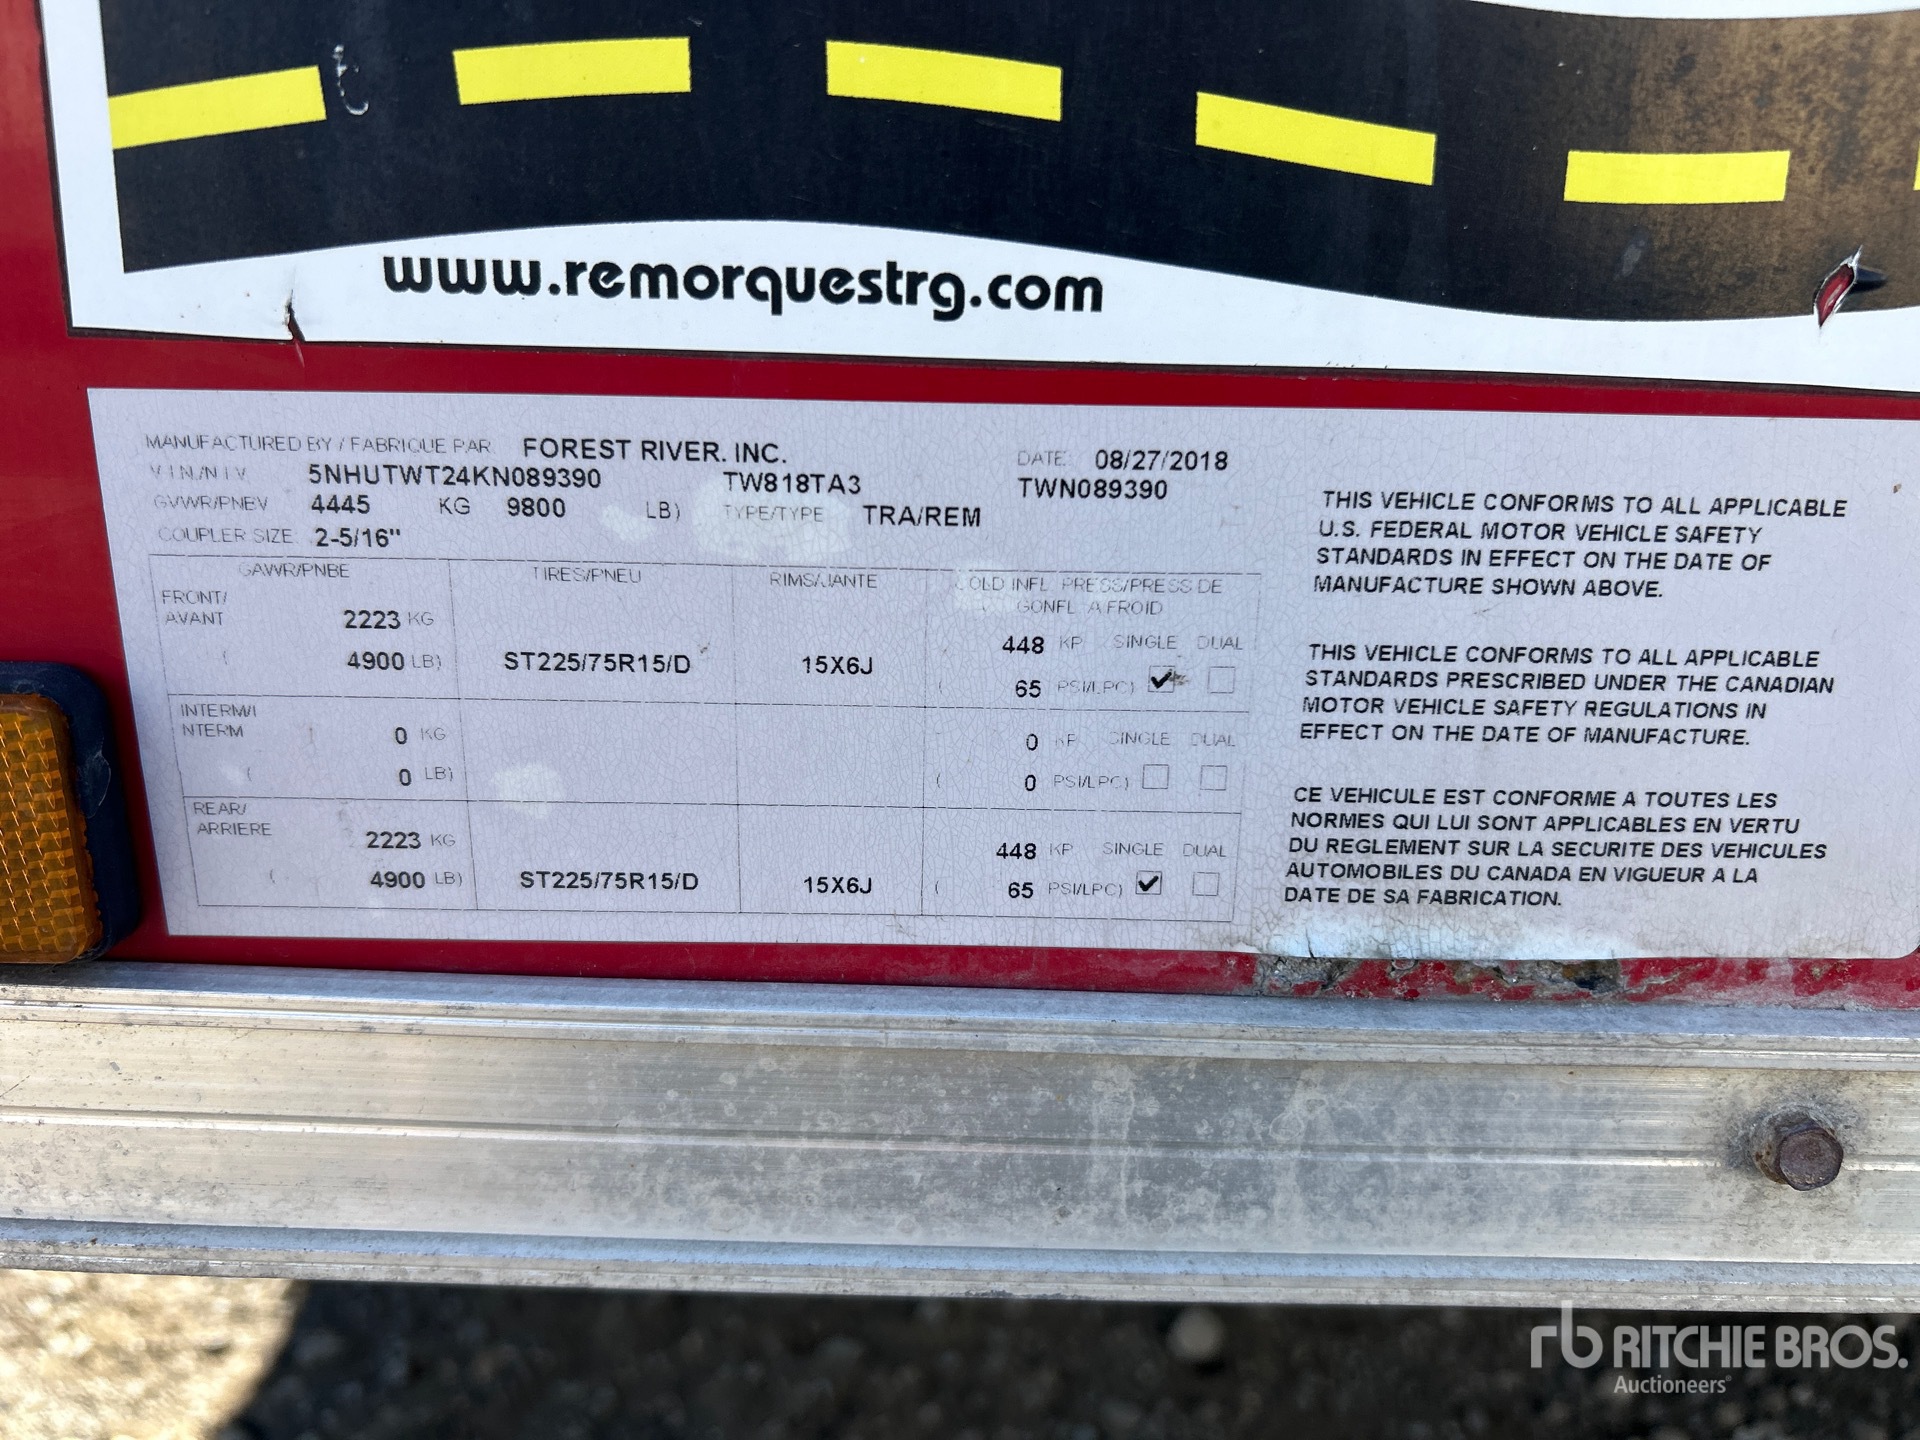 www.remorquestrg.com
MANUFACTURED BY / FABRIQUE PAR FOREST RIVER. INC. DATE: 08/27/2018
V.I.N./N.I.V. 5NHUTWT24KN089390 TW818TA3 TWN089390
GVWR/PNBV 4445 KG 9800 LB) TYPE/TYPE TRA/REM
COUPLER SIZE: 2-5/16"
GAWR/PNBE TIRES/PNEU RIMS/JANTE COLD INFL. PRESS/PRESS DE
GONFL. A FROID
FRONT/
AVANT 2223 KG 448 KP SINGLE DUAL
( 4900 LB) ST225/75R15/D 15X6J ( 65 PSI/LPC)
INTERM/I
NTERM 0 KG 0 KP SINGLE DUAL
( 0 LB) ( 0 PSI/LPC)
REAR/
ARRIERE 2223 KG 448 KP SINGLE DUAL
( 4900 LB) ST225/75R15/D 15X6J ( 65 PSI/LPC)
THIS VEHICLE CONFORMS TO ALL APPLICABLE
U.S. FEDERAL MOTOR VEHICLE SAFETY
STANDARDS IN EFFECT ON THE DATE OF
MANUFACTURE SHOWN ABOVE.
THIS VEHICLE CONFORMS TO ALL APPLICABLE
STANDARDS PRESCRIBED UNDER THE CANADIAN
MOTOR VEHICLE SAFETY REGULATIONS IN
EFFECT ON THE DATE OF MANUFACTURE.
CE VEHICULE EST CONFORME A TOUTES LES
NORMES QUI LUI SONT APPLICABLES EN VERTU
DU REGLEMENT SUR LA SECURITE DES VEHICULES
AUTOMOBILES DU CANADA EN VIGUEUR A LA
DATE DE SA FABRICATION.
rb RITCHIE BROS.
Auctioneers